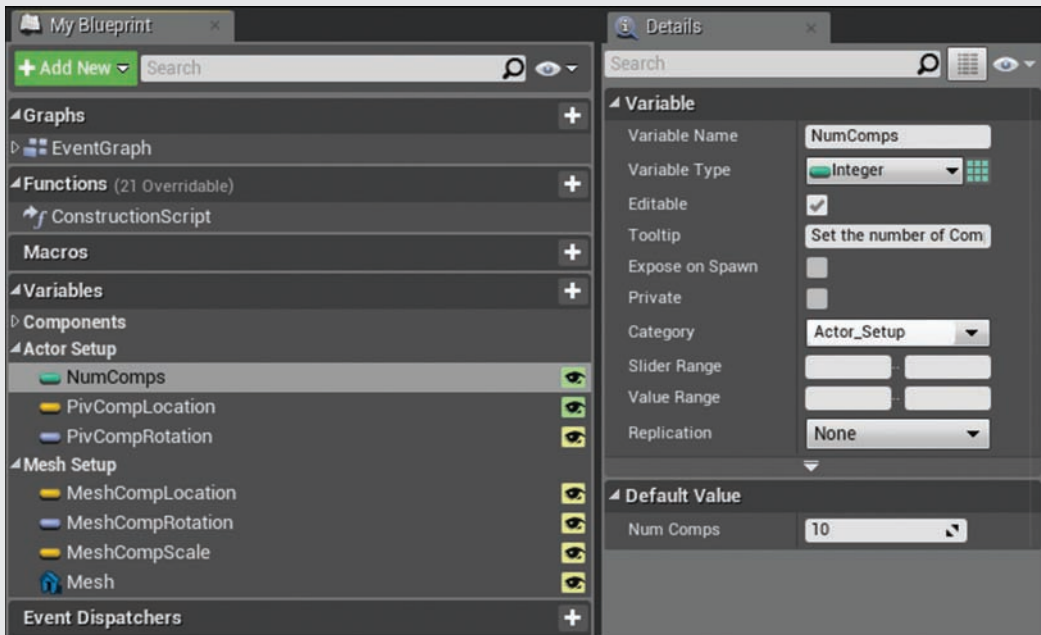 My Blueprint
Add New
Search
Graphs
EventGraph
Functions (21 Overridable)
ConstructionScript
Macros
Variables
Components
Actor Setup
NumComps
PivCompLocation
PivCompRotation
Mesh Setup
MeshCompLocation
MeshCompRotation
MeshCompScale
Mesh
Event Dispatchers
Details
Search
Variable
Variable Name NumComps
Variable Type Integer
Editable
Tooltip Set the number of Com
Expose on Spawn
Private
Category Actor_Setup
Slider Range
Value Range
Replication None
Default Value
Num Comps 10